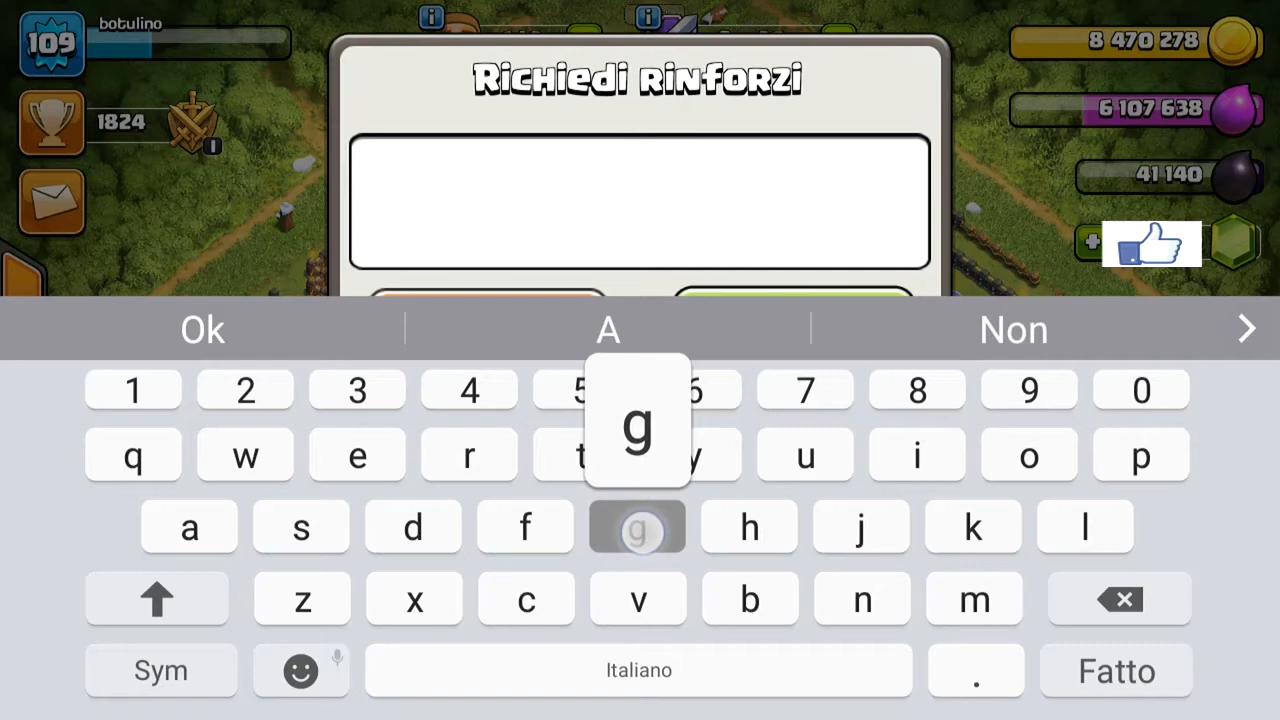 botulino
109
8 470 278
Richiedi rinforzi
6 107 638
1824
I
41 140
Ok A Non
1 2 3 4 5 6 7 8 9 0
q w e r t y u i o p
g
a s d f g h j k l
z x c v b n m
Sym Italiano . Fatto